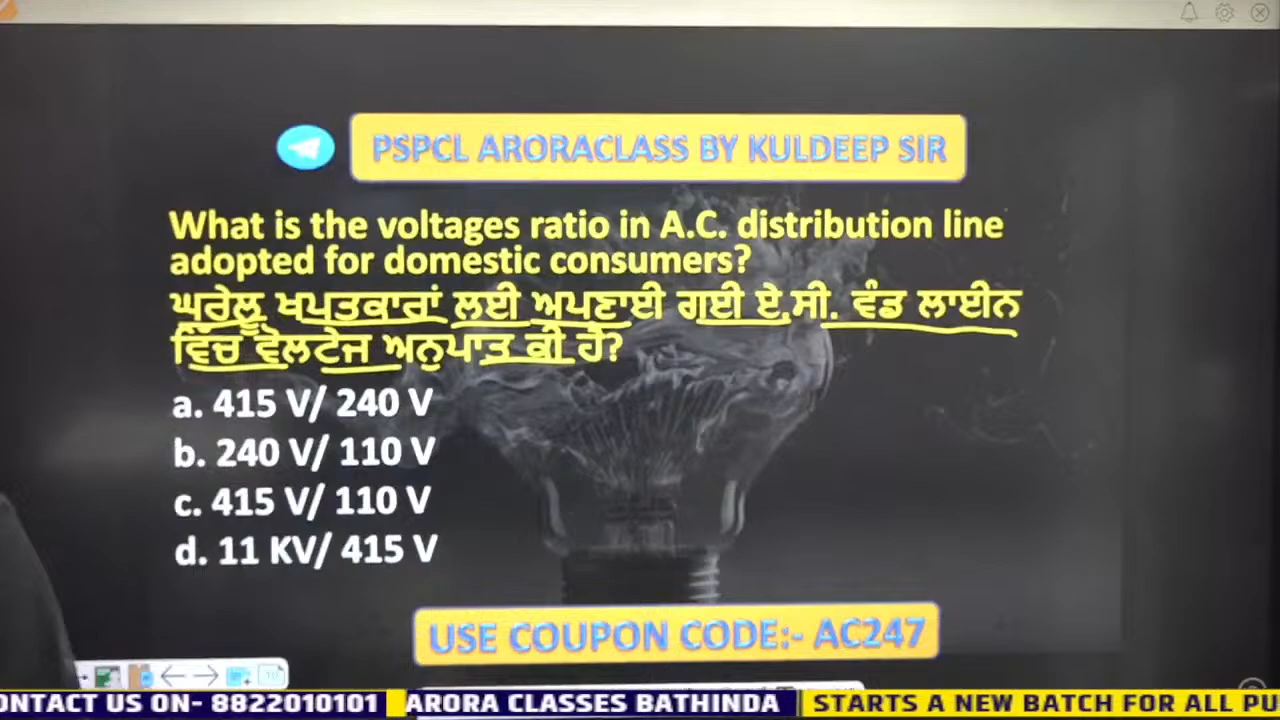 PSPCL ARORACLASS BY KULDEEP SIR
What is the voltages ratio in A.C. distribution line
adopted for domestic consumers?
ਘਰੇਲੂ ਖਪਤਕਾਰਾਂ ਲਈ ਅਪਣਾਈ ਗਈ ਏ.ਸੀ. ਵੰਡ ਲਾਈਨ
ਵਿੱਚ ਵੋਲਟੇਜ ਅਨੁਪਾਤ ਕੀ ਹੈ?
a. 415 V/ 240 V
b. 240 V/ 110 V
c. 415 V/ 110 V
d. 11 KV/ 415 V
USE COUPON CODE:- AC247
ONTACT US ON- 8822010101 ARORA CLASSES BATHINDA STARTS A NEW BATCH FOR ALL PU